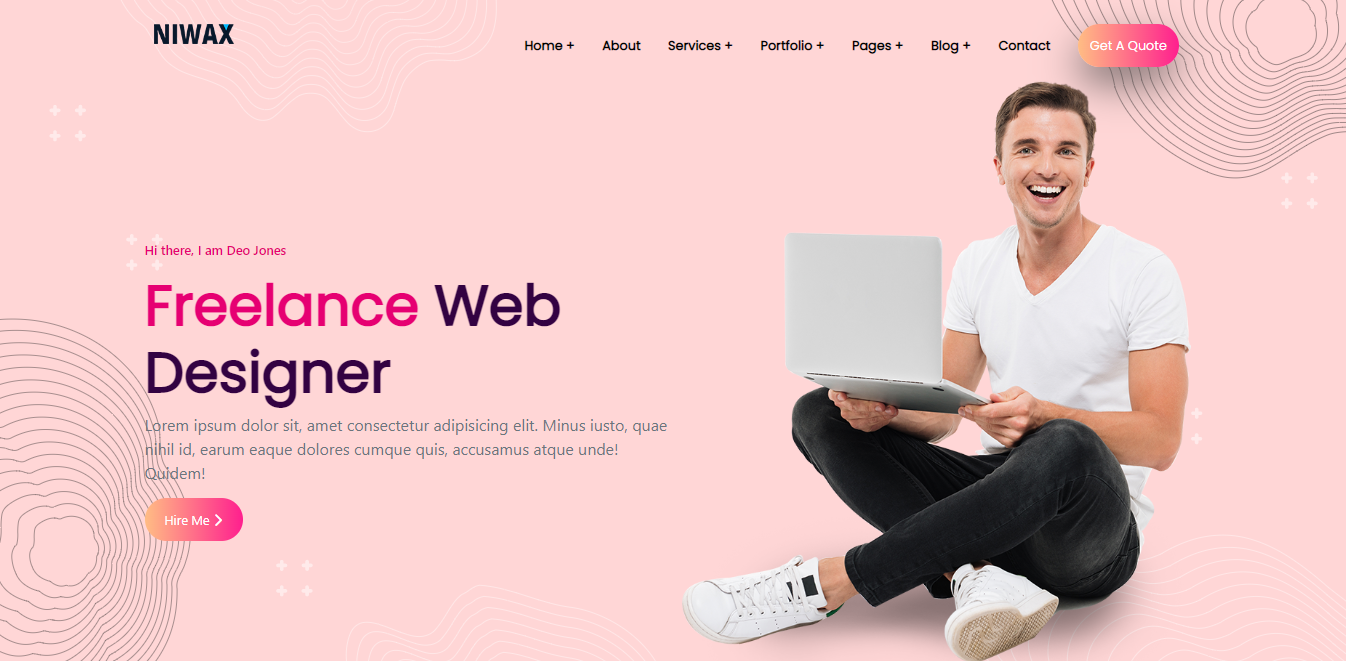 NIWAX
Home + About Services + Portfolio + Pages + Blog + Contact Get A Quote
Hi there, I am Deo Jones
Freelance Web
Designer
Lorem ipsum dolor sit, amet consectetur adipisicing elit. Minus iusto, quae
nihil id, earum eaque dolores cumque quis, accusamus atque unde!
Quidem!
Hire Me